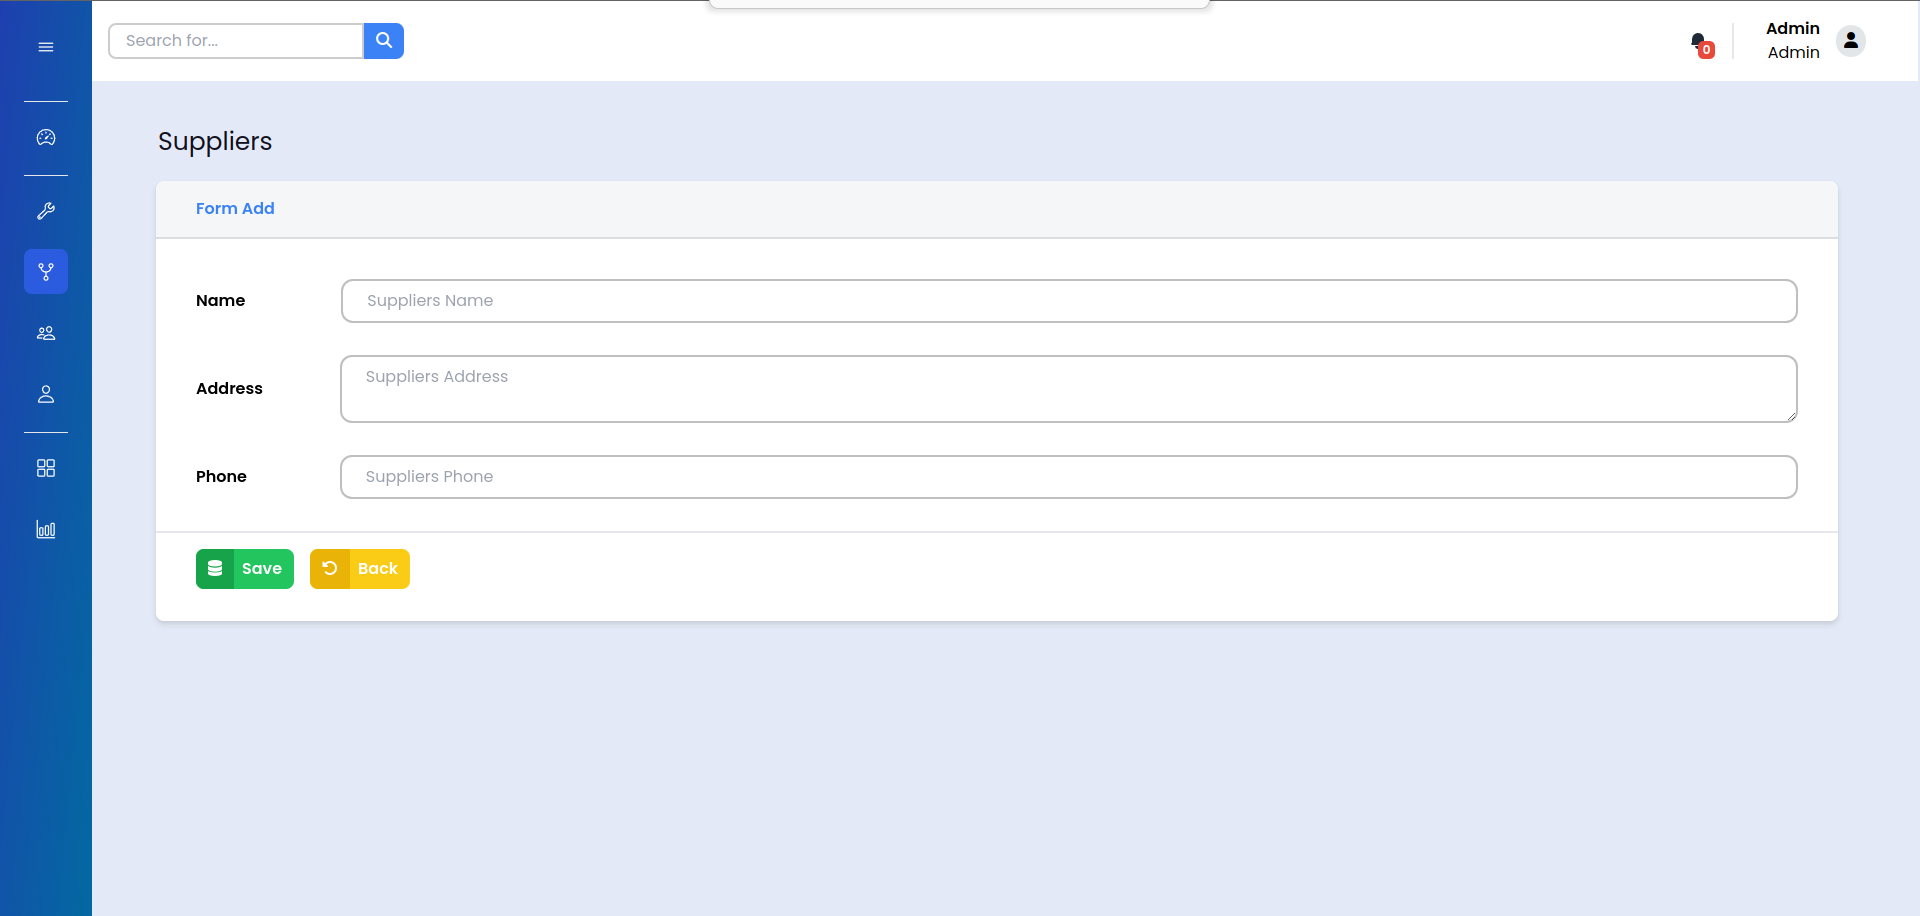 Search for...
0
Admin
Admin
Suppliers
Form Add
Name
Suppliers Name
Address
Suppliers Address
Phone
Suppliers Phone
Save
Back